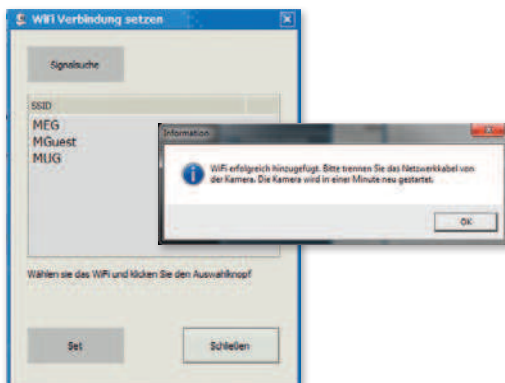 WiFi Verbindung setzen
Signalsuche
SSID
MEG
MGuest
MUG
Information
WiFi erfolgreich hinzugefügt. Bitte trennen Sie das Netzwerkkabel von
der Kamera. Die Kamera wird in einer Minute neu gestartet.
OK
Wählen sie das WiFi und klicken Sie den Auswahlknopf
Set
Schließen